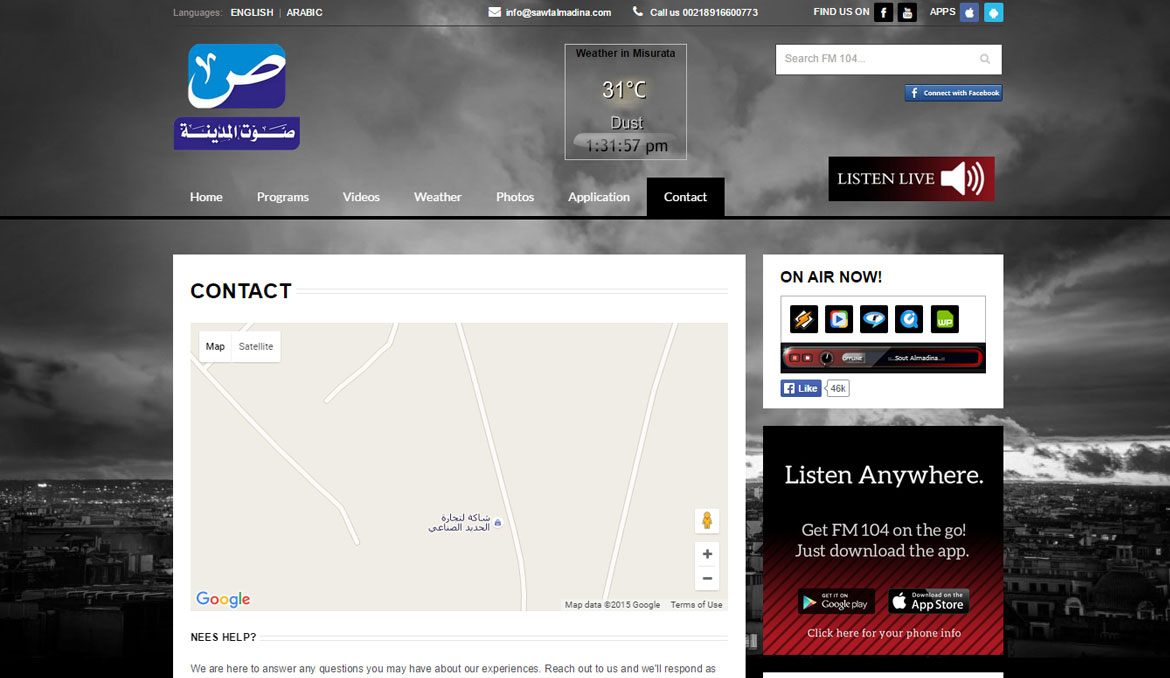 Languages: ENGLISH | ARABIC
info@sawtalmadina.com
Call us 00218916600773
FIND US ON
APPS
ص
صوت المدينة
Weather in Misurata
31°C
Dust
1:31:57 pm
Search FM 104...
Connect with Facebook
LISTEN LIVE
Home
Programs
Videos
Weather
Photos
Application
Contact
CONTACT
Map
Satellite
شاكة لتجارة
الحديد الصناعي
Google
Map data ©2015 Google
Terms of Use
NEES HELP?
We are here to answer any questions you may have about our experiences. Reach out to us and we'll respond as
ON AIR NOW!
WP
OFFLINE
...Sout Almadina...
Like
46k
Listen Anywhere.
Get FM 104 on the go!
Just download the app.
GET IT ON
Google play
Download on the
App Store
Click here for your phone info